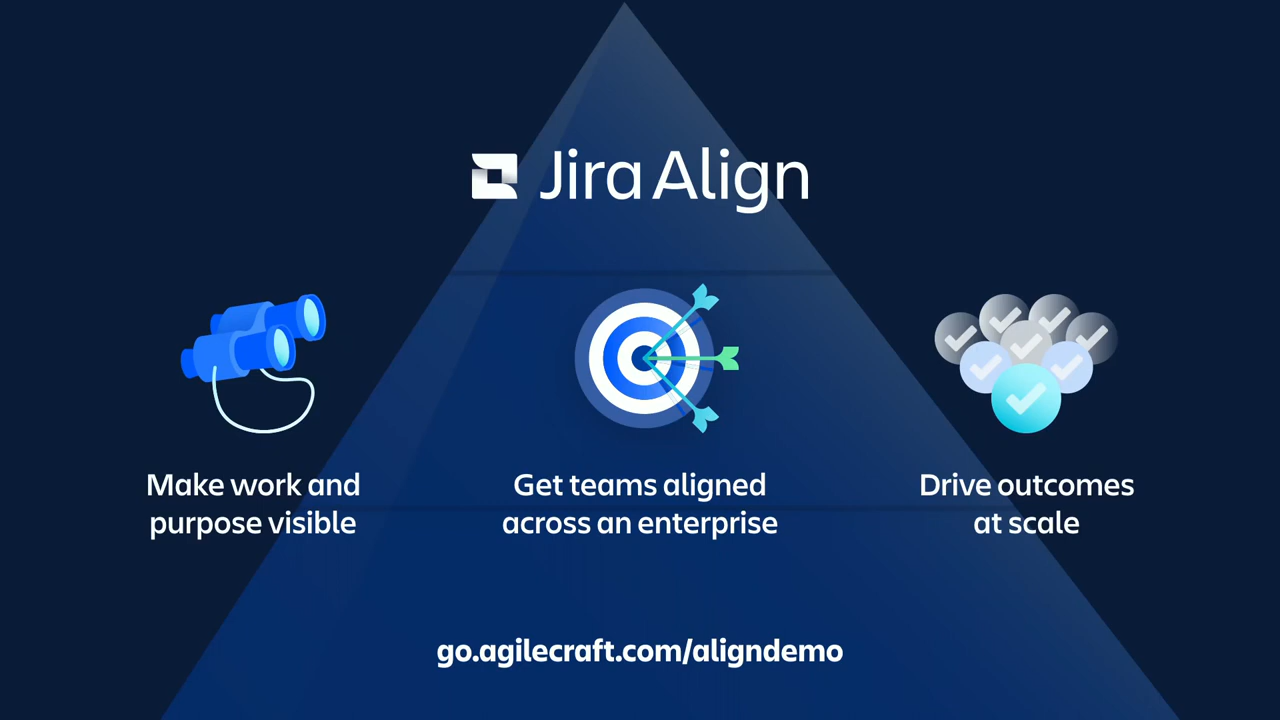 Jira Align
Make work and
purpose visible
Get teams aligned
across an enterprise
Drive outcomes
at scale
go.agilecraft.com/aligndemo